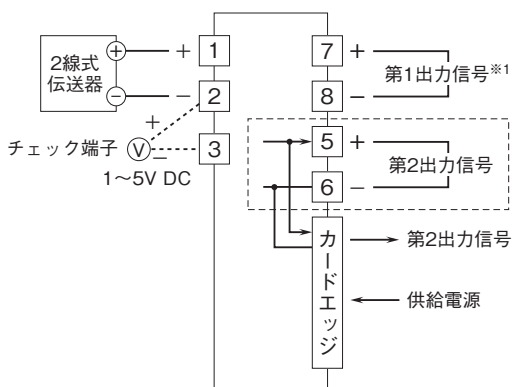 2線式
伝送器
+
−
+
−
1
2
3
+
−
チェック端子
V
1～5V DC
7
8
+
−
第1出力信号※1
5
6
+
−
第2出力信号
カードエッジ
第2出力信号
供給電源